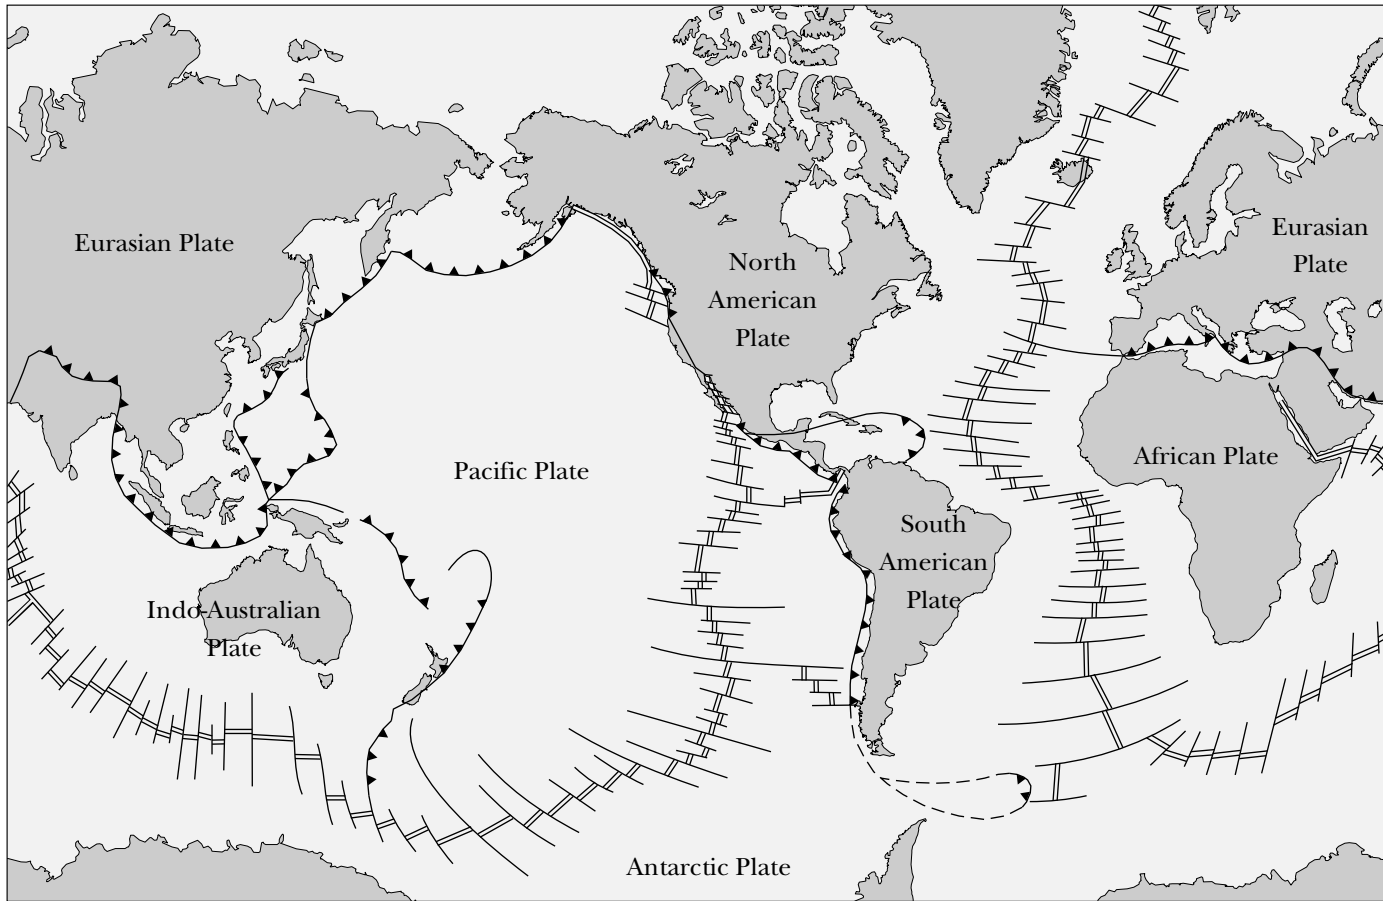 Eurasian Plate
North
American
Plate
Eurasian
Plate
Pacific Plate
African Plate
South
American
Plate
Indo-Australian
Plate
Antarctic Plate